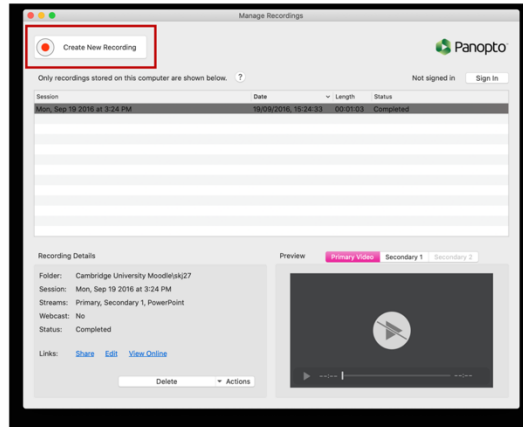 Manage Recordings
Create New Recording
Panopto
Only recordings stored on this computer are shown below. ?
Not signed in Sign In
Session Date Length Status
Mon, Sep 19 2016 at 3:24 PM 19/09/2016, 15:24:33 00:01:03 Completed
Recording Details
Preview Primary Video Secondary 1 Secondary 2
Folder: Cambridge University Moodle\skj27
Session: Mon, Sep 19 2016 at 3:24 PM
Streams: Primary, Secondary 1, PowerPoint
Webcast: No
Status: Completed
Links: Share Edit View Online
Delete Actions
--:-- --:--